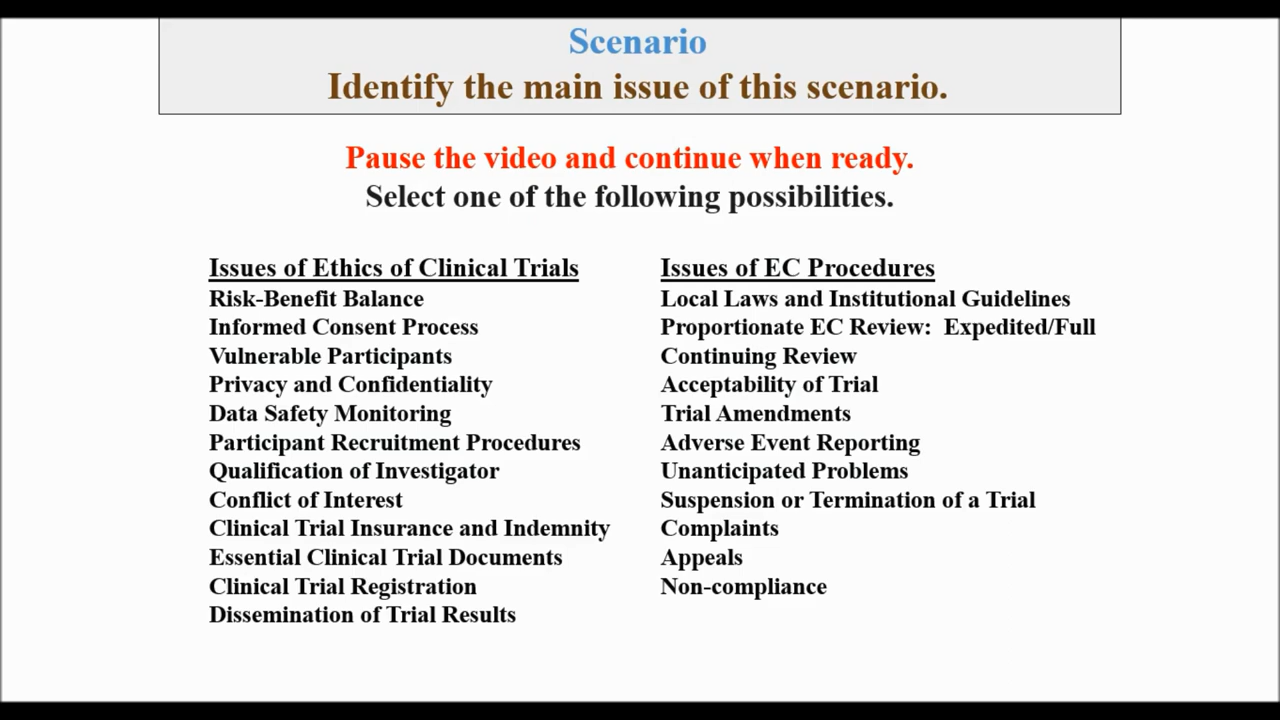 Scenario
Identify the main issue of this scenario.
Pause the video and continue when ready.
Select one of the following possibilities.
Issues of Ethics of Clinical Trials
Risk-Benefit Balance
Informed Consent Process
Vulnerable Participants
Privacy and Confidentiality
Data Safety Monitoring
Participant Recruitment Procedures
Qualification of Investigator
Conflict of Interest
Clinical Trial Insurance and Indemnity
Essential Clinical Trial Documents
Clinical Trial Registration
Dissemination of Trial Results
Issues of EC Procedures
Local Laws and Institutional Guidelines
Proportionate EC Review:  Expedited/Full
Continuing Review
Acceptability of Trial
Trial Amendments
Adverse Event Reporting
Unanticipated Problems
Suspension or Termination of a Trial
Complaints
Appeals
Non-compliance